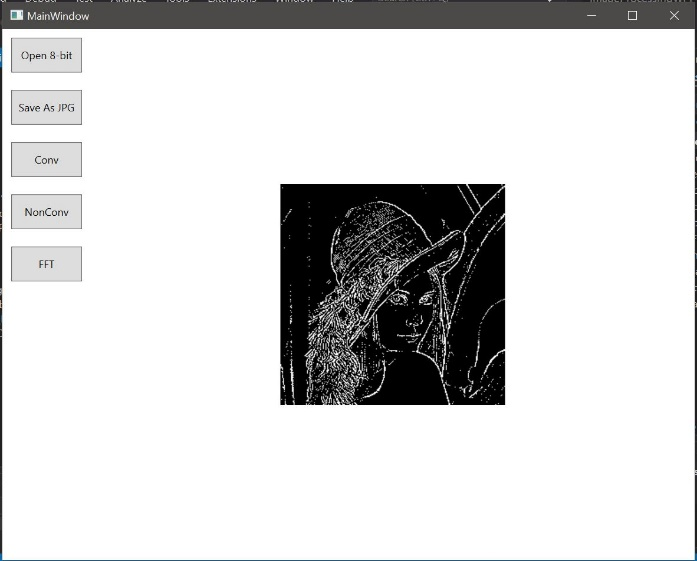 MainWindow
Open 8-bit
Save As JPG
Conv
NonConv
FFT